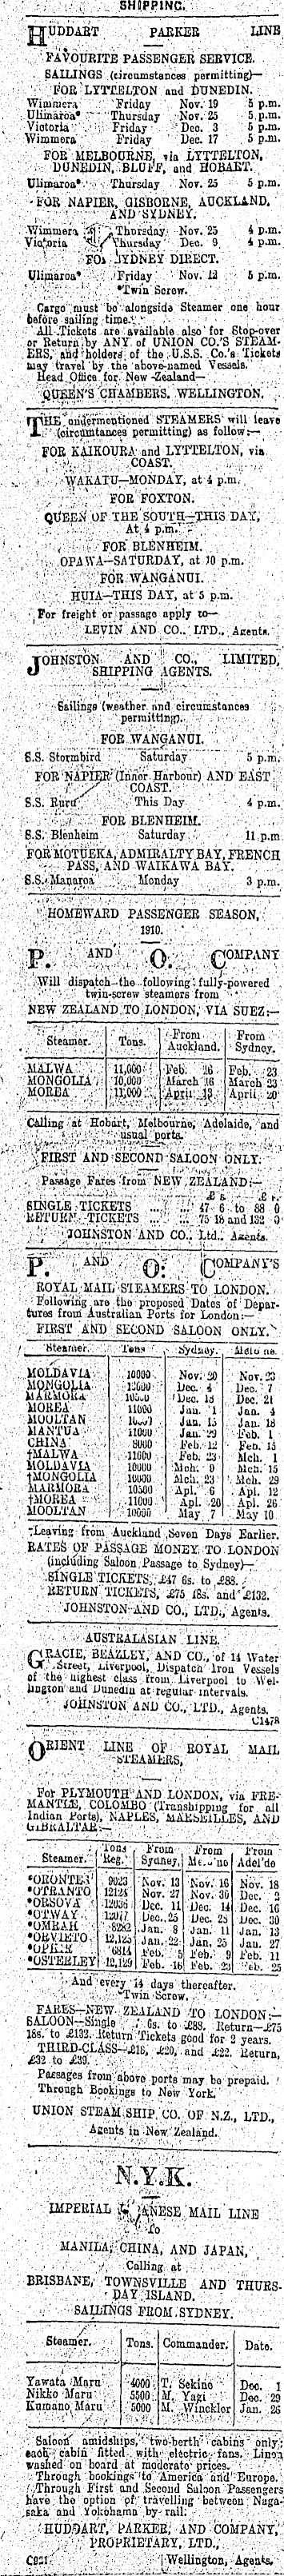 SHIPPING.
HUDDART PARKER LINE
FAVOURITE PASSENGER SERVICE.
SAILINGS (circumstances permitting)—
FOR LYTTELTON and DUNEDIN.
Wimmera Friday Nov. 19 5 p.m.
Ulimaroa* Thursday Nov. 25 5 p.m.
Victoria Friday Dec. 3 5 p.m.
Wimmera Friday Dec. 17 5 p.m.
FOR MELBOURNE, via LYTTELTON,
DUNEDIN, BLUFF, and HOBART.
Ulimaroa* Thursday Nov. 25 5 p.m.
FOR NAPIER, GISBORNE, AUCKLAND,
AND SYDNEY.
Wimmera Thursday Nov. 25 4 p.m.
Victoria Thursday Dec. 9 4 p.m.
FOR SYDNEY DIRECT.
Ulimaroa* Friday Nov. 12 5 p.m.
*Twin Screw.
Cargo must be alongside Steamer one hour
before sailing time.
All Tickets are available also for Stop-over
or Return by ANY of UNION CO.'S STEAM-
ERS, and holders of the U.S.S. Co.'s Tickets
may travel by the above-named Vessels.
Head Office for New Zealand—
QUEEN'S CHAMBERS, WELLINGTON.
THE undermentioned STEAMERS will leave
(circumstances permitting) as follow:—
FOR KAIKOURA and LYTTELTON, via
COAST.
WAKATU—MONDAY, at 4 p.m.
FOR FOXTON.
QUEEN OF THE SOUTH—THIS DAY,
At 4 p.m.
FOR BLENHEIM.
OPAWA—SATURDAY, at 10 p.m.
FOR WANGANUI.
HUIA—THIS DAY, at 5 p.m.
For freight or passage apply to—
LEVIN AND CO., LTD., Agents.
JOHNSTON AND CO., LIMITED,
SHIPPING AGENTS.
Sailings (weather and circumstances
permitting).
FOR WANGANUI.
S.S. Stormbird Saturday 5 p.m.
FOR NAPIER (Inner Harbour) AND EAST
COAST.
S.S. Ruru This Day 4 p.m.
FOR BLENHEIM.
S.S. Blenheim Saturday 11 p.m
FOR MOTUEKA, ADMIRALTY BAY, FRENCH
PASS, AND WAIKAWA BAY.
S.S. Manaroa Monday 3 p.m.
HOMEWARD PASSENGER SEASON,
1910.
P. AND O. COMPANY
Will dispatch the following fully-powered
twin-screw steamers from
NEW ZEALAND TO LONDON, VIA SUEZ:—
Steamer. Tons. From Auckland. From Sydney.
MALWA 11,000 Feb. 16 Feb. 23
MONGOLIA 10,000 March 16 March 23
MOREA 11,000 April 13 April 20
Calling at Hobart, Melbourne, Adelaide, and
usual ports.
FIRST AND SECOND SALOON ONLY.
Passage Fares from NEW ZEALAND:—
£ s. £ s.
SINGLE TICKETS ... 47 6 to 88 0
RETURN TICKETS ... 75 18 and 132 0
JOHNSTON AND CO., Ltd., Agents.
P. AND O. COMPANY'S
ROYAL MAIL STEAMERS TO LONDON.
Following are the proposed Dates of Depar-
tures from Australian Ports for London:—
FIRST AND SECOND SALOON ONLY.
Steamer. Tons Sydney.
MOLDAVIA 10000 Nov. 20 Nov. 23
MONGOLIA Dec. 4 Dec. 7
MARMORA 10500 Dec. 18 Dec. 21
MOREA 11000 Jan. 1 Jan. 4
MOOLTAN Jan. 15 Jan. 18
MANTUA 11000 Jan. 29 Feb. 1
CHINA 8000 Feb. 12 Feb. 15
†MALWA 11000 Feb. 23 Mch. 1
MOLDAVIA 10000 Mch. 9 Mch. 15
†MONGOLIA 10000 Mch. 23 Mch. 29
MARMORA 10500 Apl. 6 Apl. 12
†MOREA 11000 Apl. 20 Apl. 26
MOOLTAN 10000 May 7 May 10
Leaving from Auckland Seven Days Earlier.
RATES OF PASSAGE MONEY TO LONDON
(including Saloon Passage to Sydney)—
SINGLE TICKETS, £47 6s. to £88.
RETURN TICKETS, £75 18s. and £132.
JOHNSTON AND CO., LTD., Agents.
AUSTRALASIAN LINE.
GRACIE, BEAZLEY, AND CO., of 14 Water
Street, Liverpool, Dispatch Iron Vessels
of the highest class from Liverpool to Wel-
lington and Dunedin at regular intervals.
JOHNSTON AND CO., LTD., Agents.
C1478
ORIENT LINE OF ROYAL MAIL
STEAMERS,
For PLYMOUTH AND LONDON, via FRE-
MANTLE, COLOMBO (Transhipping for all
Indian Ports), NAPLES, MARSEILLES, AND
GIBRALTAR:—
Steamer. Tons Reg. From Sydney. From From Adel'de
*ORONTES 9023 Nov. 13 Nov. 16 Nov. 18
*OTRANTO 12124 Nov. 27 Nov. 30 Dec. 2
*ORSOVA 12036 Dec. 11 Dec. 14 Dec. 16
*OTWAY 12077 Dec. 25 Dec. 28 Dec. 30
*OMRAH 8282 Jan. 8 Jan. 11 Jan. 13
*ORVIETO 12,125 Jan. 22 Jan. 25 Jan. 27
*OPHIR 6814 Feb. 5 Feb. 9 Feb. 11
*OSTERLEY 12,129 Feb. 16 Feb. 23 Feb. 25
And every 14 days thereafter.
*Twin Screw.
FARES—NEW ZEALAND TO LONDON:—
SALOON—Single 6s. to £88. Return—£75
18s. to £132. Return Tickets good for 2 years.
THIRD-CLASS—£18, £20, and £22. Return,
£32 to £39.
Passages from above ports may be prepaid.
Through Bookings to New York.
UNION STEAM SHIP CO. OF N.Z., LTD.,
Agents in New Zealand.
N.Y.K.
IMPERIAL JAPANESE MAIL LINE
To
MANILA, CHINA, AND JAPAN,
Calling at
BRISBANE, TOWNSVILLE AND THURS-
DAY ISLAND.
SAILINGS FROM SYDNEY.
Steamer. Tons. Commander. Date.
Yawata Maru 4000 T. Sekino Dec. 1
Nikko Maru 5500 M. Yagi Dec. 29
Kumano Maru 5000 M. Winckler Jan. 26
Saloon amidships, two-berth cabins only;
each cabin fitted with electric fans. Linen
washed on board at moderate prices.
Through bookings to America and Europe.
Through First and Second Saloon Passengers
have the option of travelling between Naga-
saka and Yokohama by rail.
HUDDART, PARKER, AND COMPANY,
PROPRIETARY, LTD.,
Wellington, Agents.